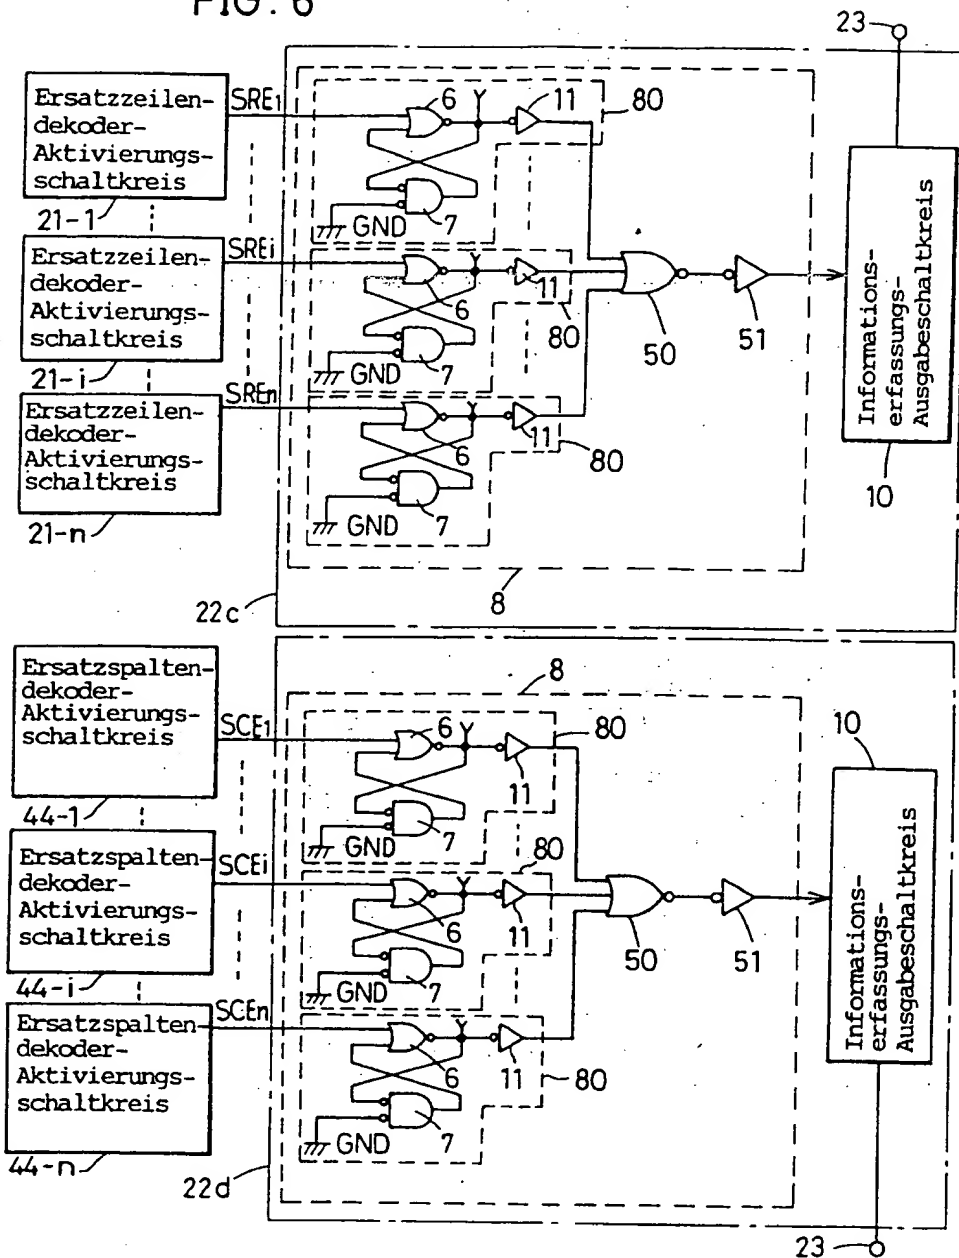 FIG. 6
23
Ersatzzeilen-
dekoder-
Aktivierungs-
schaltkreis
21-1
SRE1
6
Y
11
80
GND
7
Ersatzzeilen-
dekoder-
Aktivierungs-
schaltkreis
21-i
SREi
Y
6
11
80
GND
7
Ersatzzeilen-
dekoder-
Aktivierungs-
schaltkreis
21-n
SREn
Y
6
11
80
GND
7
50
51
Informations-
erfassungs-
Ausgabeschaltkreis
10
22c
8
Ersatzspalten-
dekoder-
Aktivierungs-
schaltkreis
44-1
SCE1
8
6
Y
11
80
GND
7
Ersatzspalten-
dekoder-
Aktivierungs-
schaltkreis
44-i
SCEi
Y
6
11
80
GND
7
Ersatzspalten-
dekoder-
Aktivierungs-
schaltkreis
44-n
SCEn
Y
6
11
80
GND
7
50
51
10
Informations-
erfassungs-
Ausgabeschaltkreis
22d
23